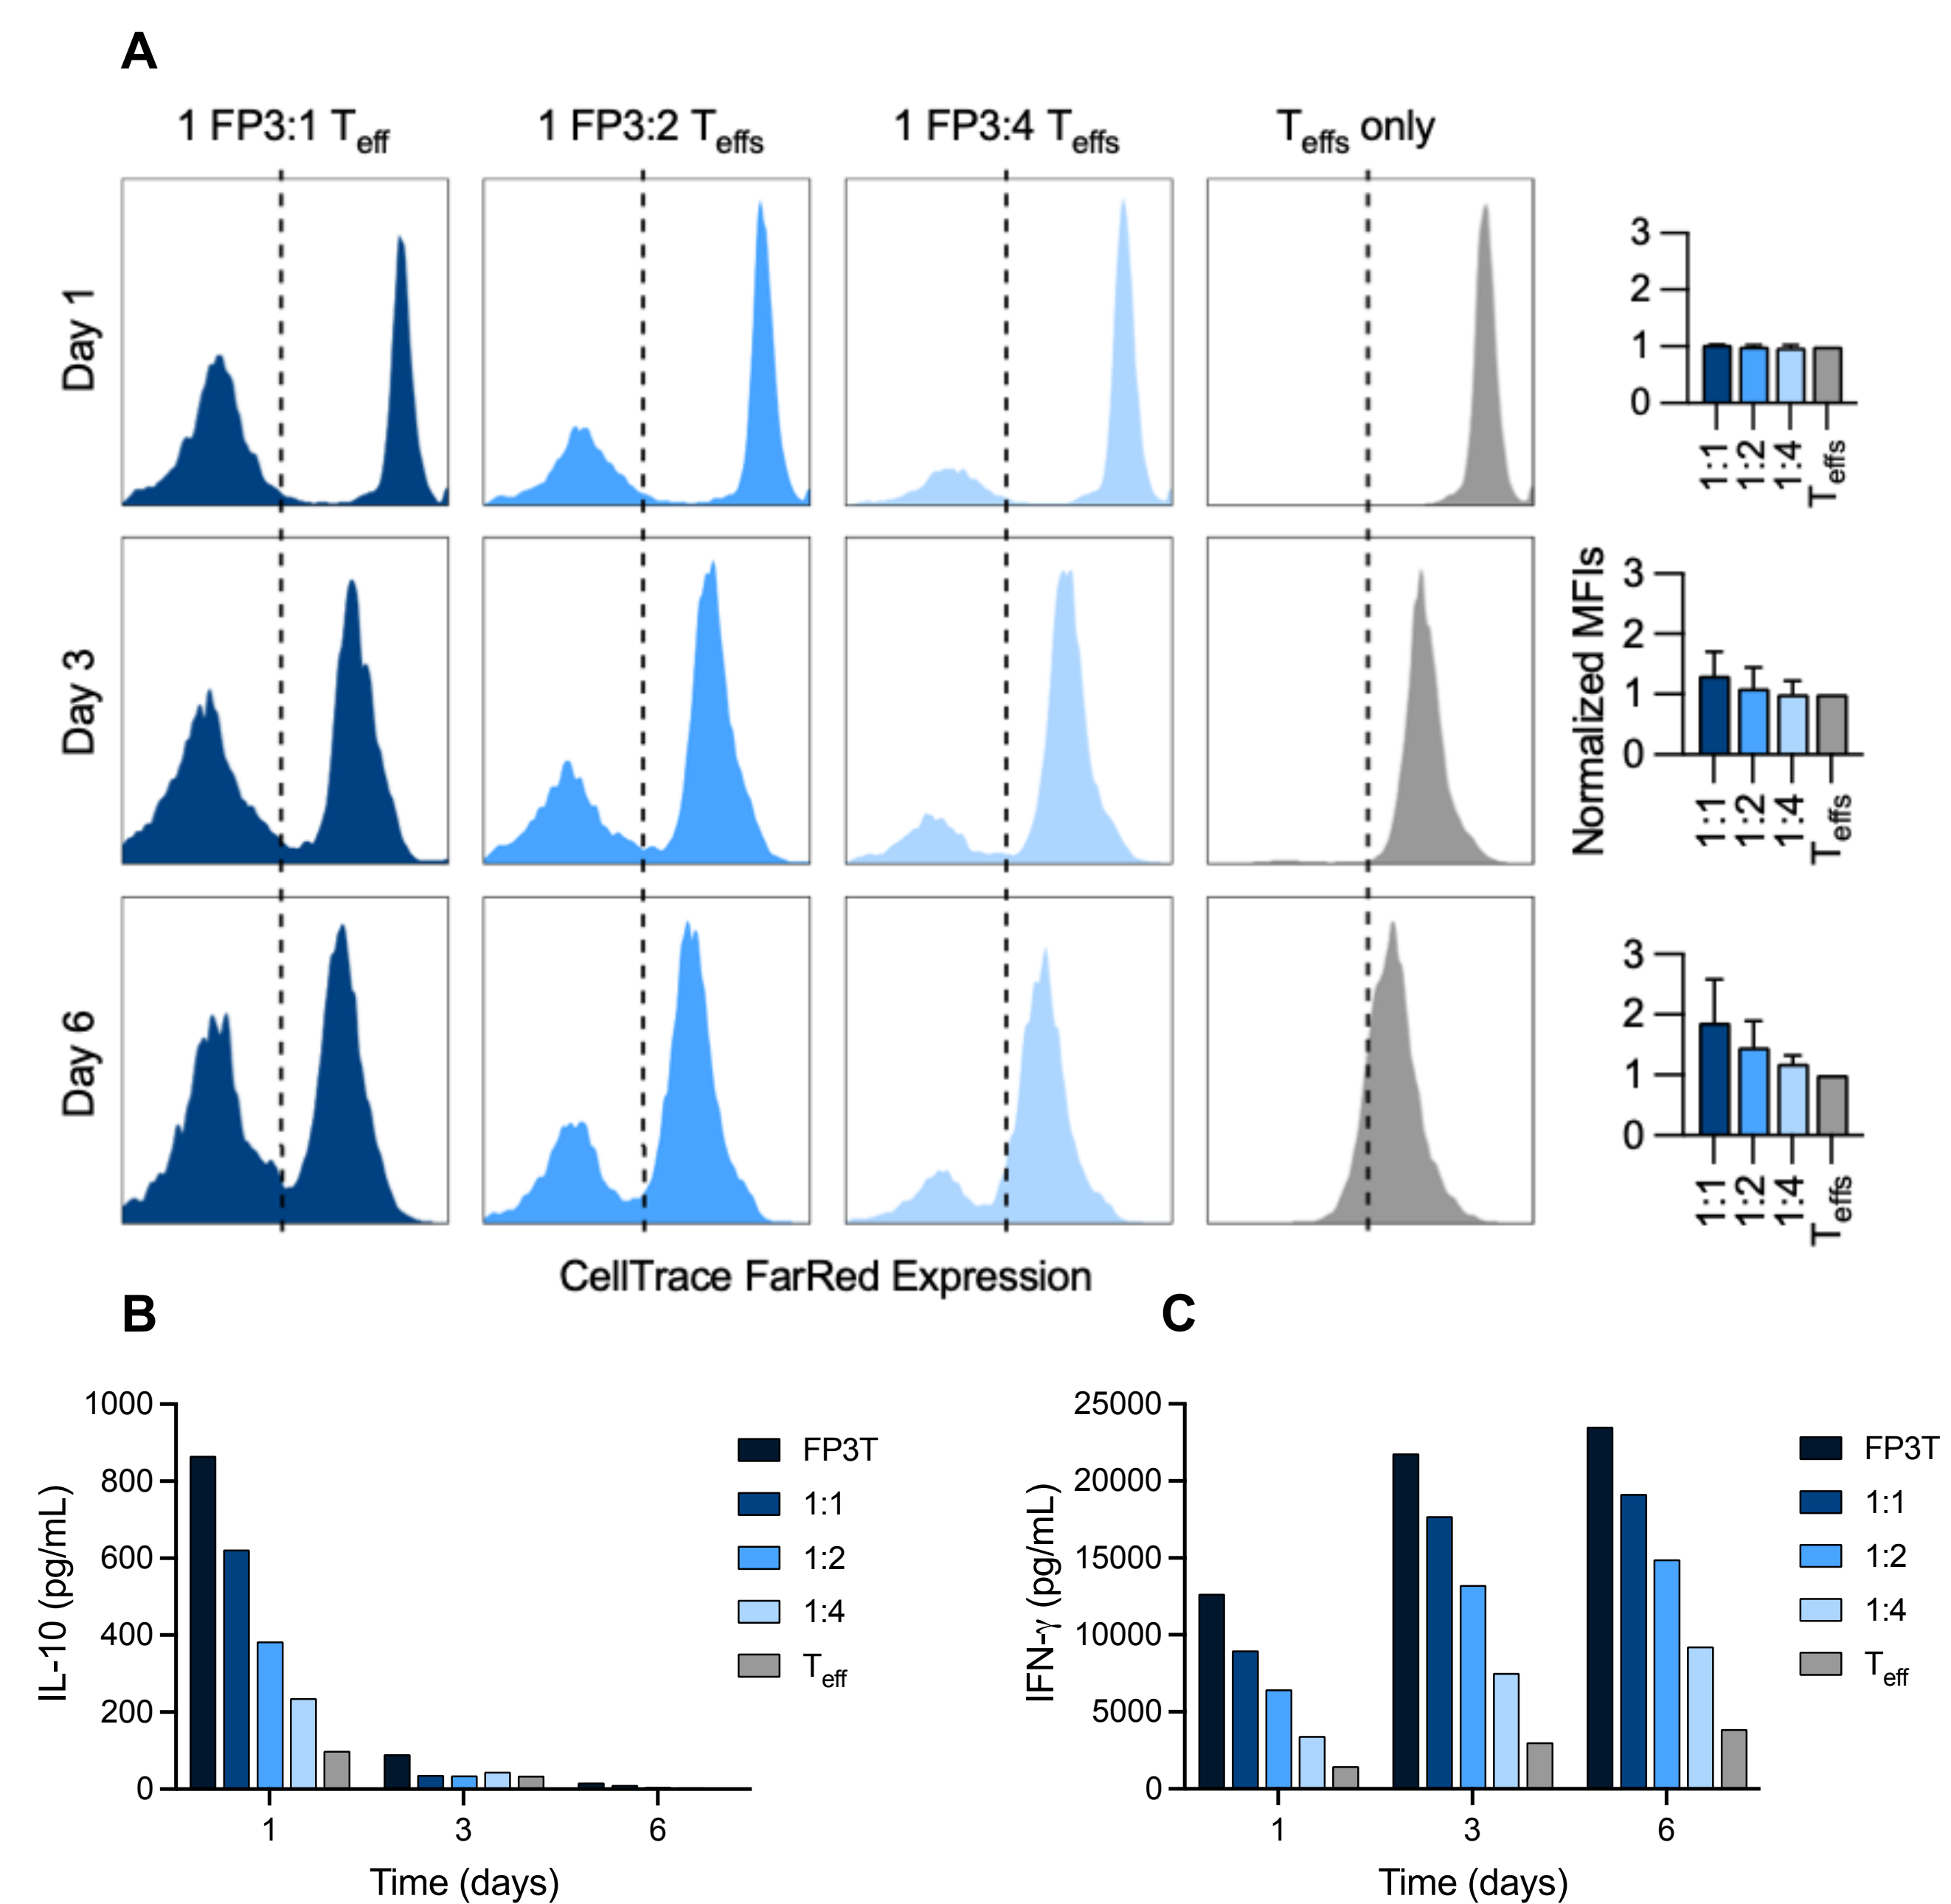 A
1 FP3:1 Teff
1 FP3:2 Teffs
1 FP3:4 Teffs
Teffs only
Day 1
3
2
1
0
1:1
1:2
1:4
Teffs
Day 3
Normalized MFIs
3
2
1
0
1:1
1:2
1:4
Teffs
Day 6
3
2
1
0
1:1
1:2
1:4
Teffs
CellTrace FarRed Expression
B
IL-10 (pg/mL)
1000
800
600
400
200
0
1
3
6
Time (days)
FP3T
1:1
1:2
1:4
Teff
C
IFN-γ (pg/mL)
25000
20000
15000
10000
5000
0
1
3
6
Time (days)
FP3T
1:1
1:2
1:4
Teff